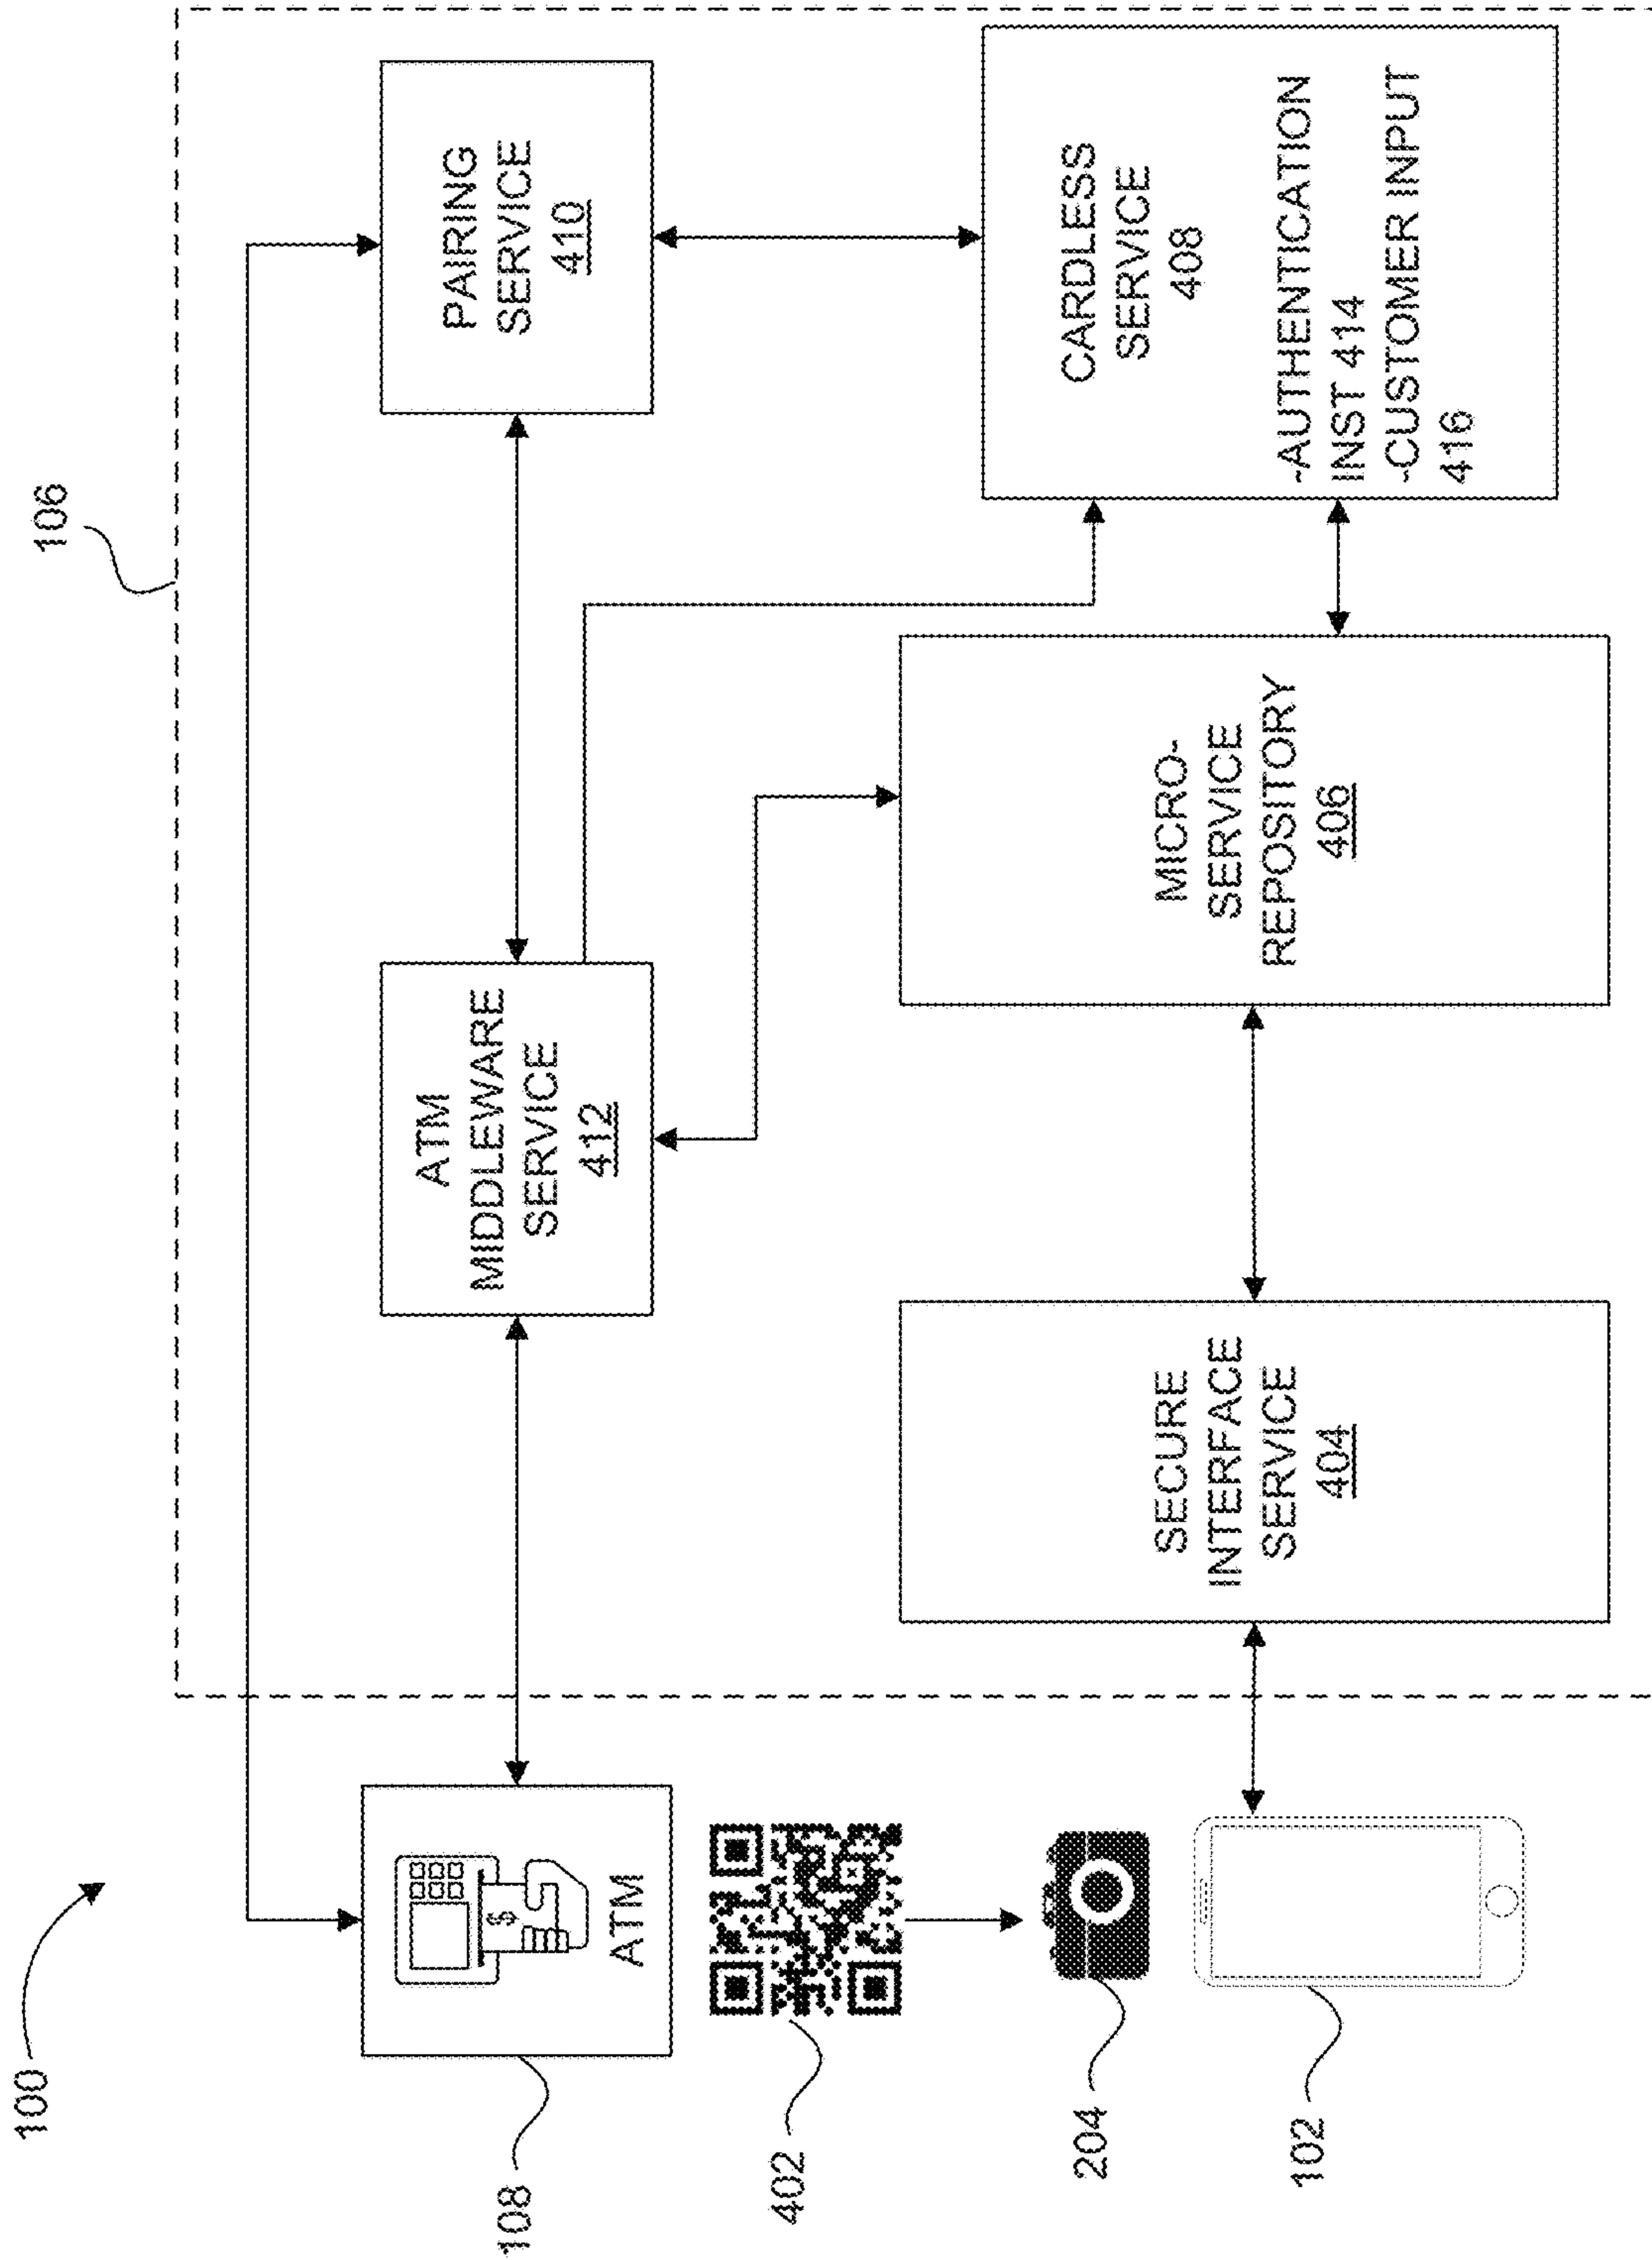 100
106
108
ATM
$
402
204
102
ATM
MIDDLEWARE
SERVICE
412
PAIRING
SERVICE
410
SECURE
INTERFACE
SERVICE
404
MICRO-
SERVICE
REPOSITORY
406
CARDLESS
SERVICE
408
-AUTHENTICATION
INST 414
-CUSTOMER INPUT
416